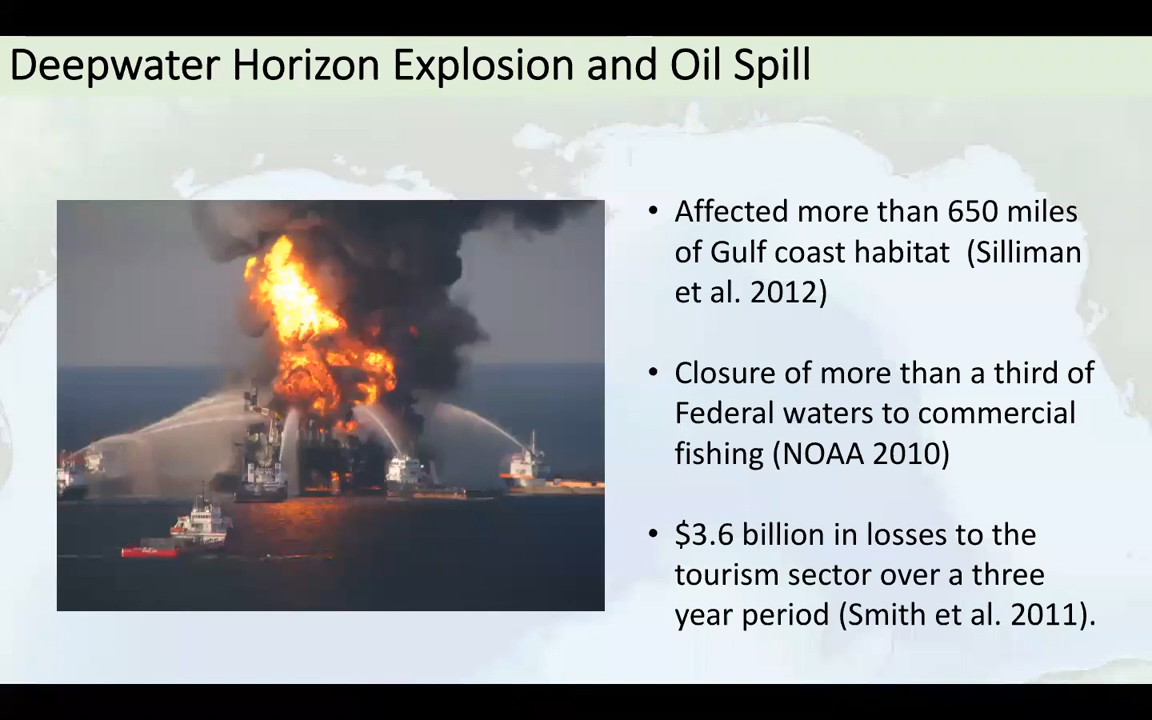 Deepwater Horizon Explosion and Oil Spill
• Affected more than 650 miles
of Gulf coast habitat  (Silliman
et al. 2012)
• Closure of more than a third of
Federal waters to commercial
fishing (NOAA 2010)
• $3.6 billion in losses to the
tourism sector over a three
year period (Smith et al. 2011).